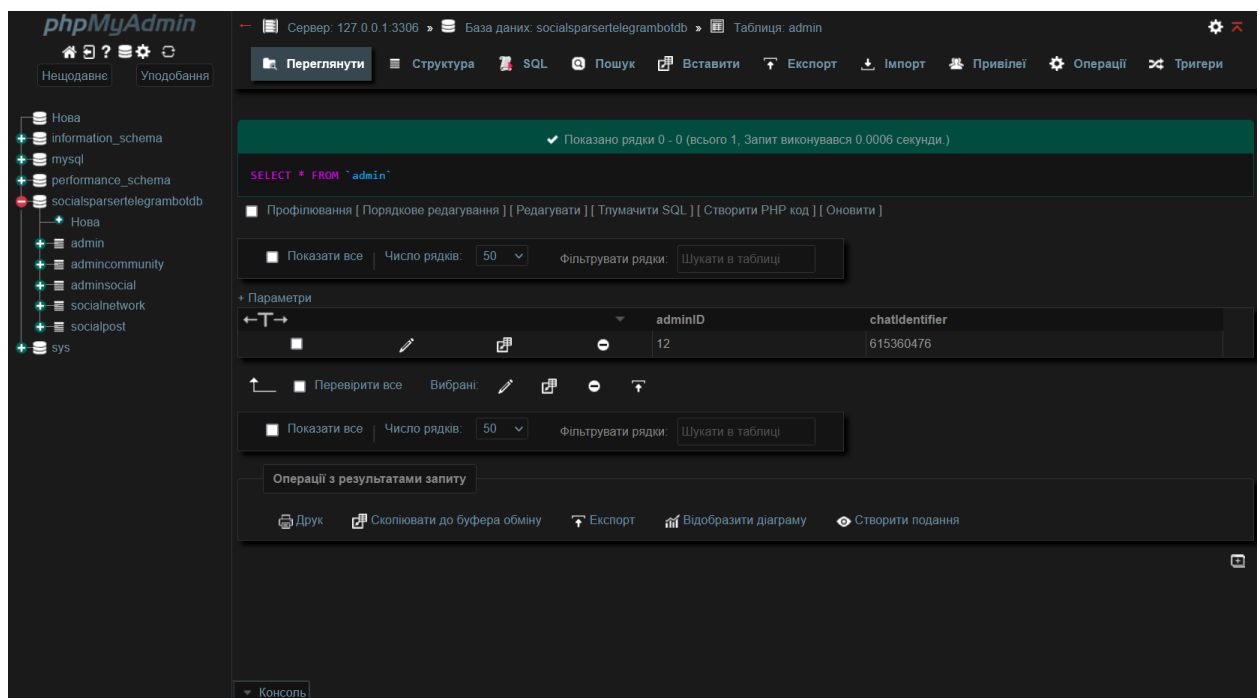 phpMyAdmin
Нещодавнє Уподобання
Нова
information_schema
mysql
performance_schema
socialsparsertelegrambotdb
Нова
admin
admincommunity
adminsocial
socialnetwork
socialpost
sys
Сервер: 127.0.0.1:3306 » База даних: socialsparsertelegrambotdb » Таблиця: admin
Переглянути Структура SQL Пошук Вставити Експорт Імпорт Привілеї Операції Тригери
Показано рядки 0 - 0 (всього 1, Запит виконувався 0.0006 секунди.)
SELECT * FROM `admin`
Профілювання [ Порядкове редагування ] [ Редагувати ] [ Тлумачити SQL ] [ Створити PHP код ] [ Оновити ]
Показати все Число рядків: 50 Фільтрувати рядки: Шукати в таблиці
+ Параметри
←T→ adminID chatIdentifier
12 615360476
Перевірити все Вибрані:
Показати все Число рядків: 50 Фільтрувати рядки: Шукати в таблиці
Операції з результатами запиту
Друк Скопіювати до буфера обміну Експорт Відобразити діаграму Створити подання
Консоль